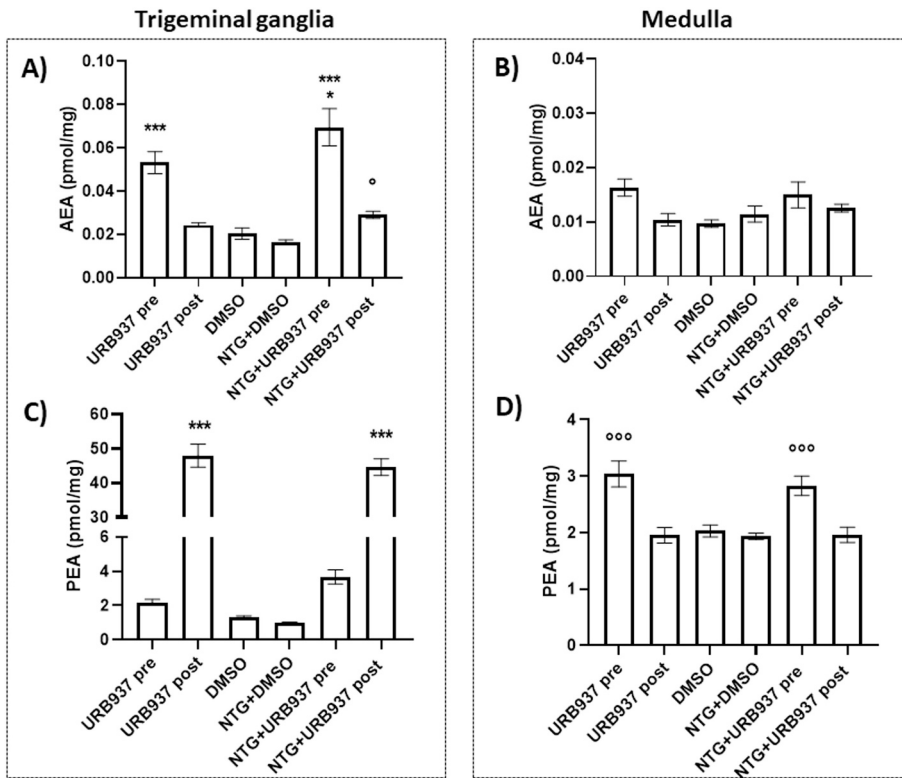 Trigeminal ganglia
A)
AEA (pmol/mg)
0.10
0.08
0.06
0.04
0.02
0.00
***
***
*
°
URB937 pre
URB937 post
DMSO
NTG+DMSO
NTG+URB937 pre
NTG+URB937 post
Medulla
B)
AEA (pmol/mg)
0.04
0.03
0.02
0.01
0.00
URB937 pre
URB937 post
DMSO
NTG+DMSO
NTG+URB937 pre
NTG+URB937 post
C)
PEA (pmol/mg)
60
50
40
30
6
4
2
0
***
***
URB937 pre
URB937 post
DMSO
NTG+DMSO
NTG+URB937 pre
NTG+URB937 post
D)
PEA (pmol/mg)
4
3
2
1
0
°°°
°°°
URB937 pre
URB937 post
DMSO
NTG+DMSO
NTG+URB937 pre
NTG+URB937 post